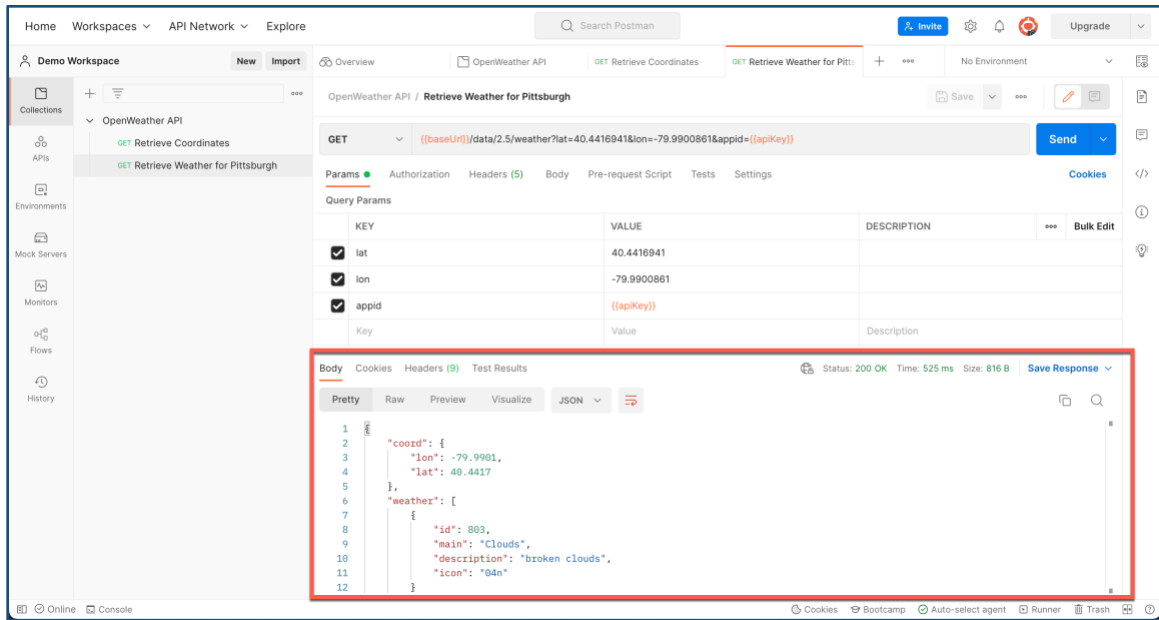 Home Workspaces API Network Explore Search Postman Invite Upgrade
Demo Workspace New Import Overview OpenWeather API GET Retrieve Coordinates GET Retrieve Weather for Pitts No Environment
Collections
APIs
Environments
Mock Servers
Monitors
Flows
History
OpenWeather API
GET Retrieve Coordinates
GET Retrieve Weather for Pittsburgh
OpenWeather API / Retrieve Weather for Pittsburgh Save
GET {{baseUrl}}/data/2.5/weather?lat=40.4416941&lon=-79.9900861&appid={{apiKey}} Send
Params Authorization Headers (5) Body Pre-request Script Tests Settings Cookies
Query Params
KEY VALUE DESCRIPTION Bulk Edit
lat 40.4416941
lon -79.9900861
appid {{apiKey}}
Key Value Description
Body Cookies Headers (9) Test Results Status: 200 OK Time: 525 ms Size: 816 B Save Response
Pretty Raw Preview Visualize JSON
1 {
2 "coord": {
3 "lon": -79.9901,
4 "lat": 40.4417
5 },
6 "weather": [
7 {
8 "id": 803,
9 "main": "Clouds",
10 "description": "broken clouds",
11 "icon": "04n"
12 }
Online Console Cookies Bootcamp Auto-select agent Runner Trash